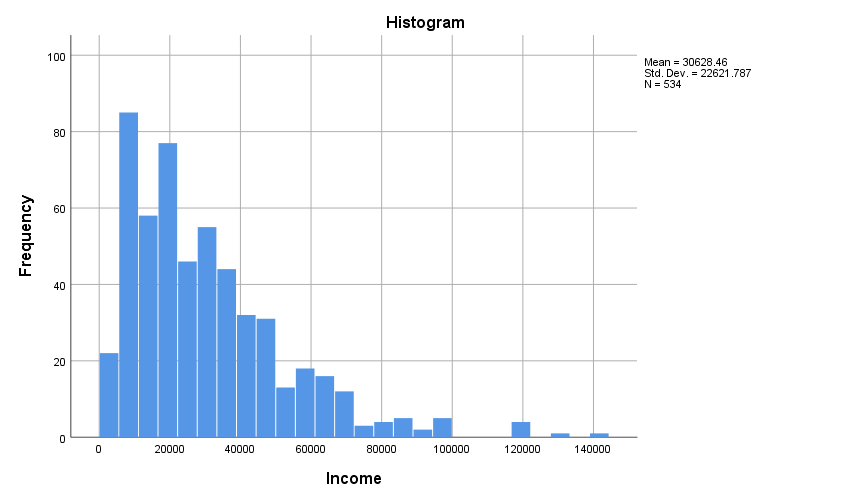 Histogram
Mean = 30628.46
Std. Dev. = 22621.787
N = 534
100
80
60
40
20
0
Frequency
0 20000 40000 60000 80000 100000 120000 140000
Income